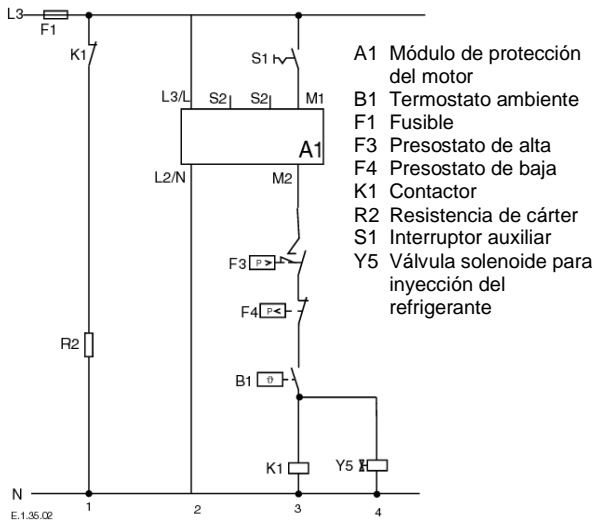 L3
F1
K1
S1
L3/L S2 S2 M1
A1
L2/N M2
F3 P >
F4 P <
R2
B1 θ
K1 Y5
N
1 2 3 4
E.1.35.02
A1 Módulo de protección
del motor
B1 Termostato ambiente
F1 Fusible
F3 Presostato de alta
F4 Presostato de baja
K1 Contactor
R2 Resistencia de cárter
S1 Interruptor auxiliar
Y5 Válvula solenoide para
inyección del
refrigerante